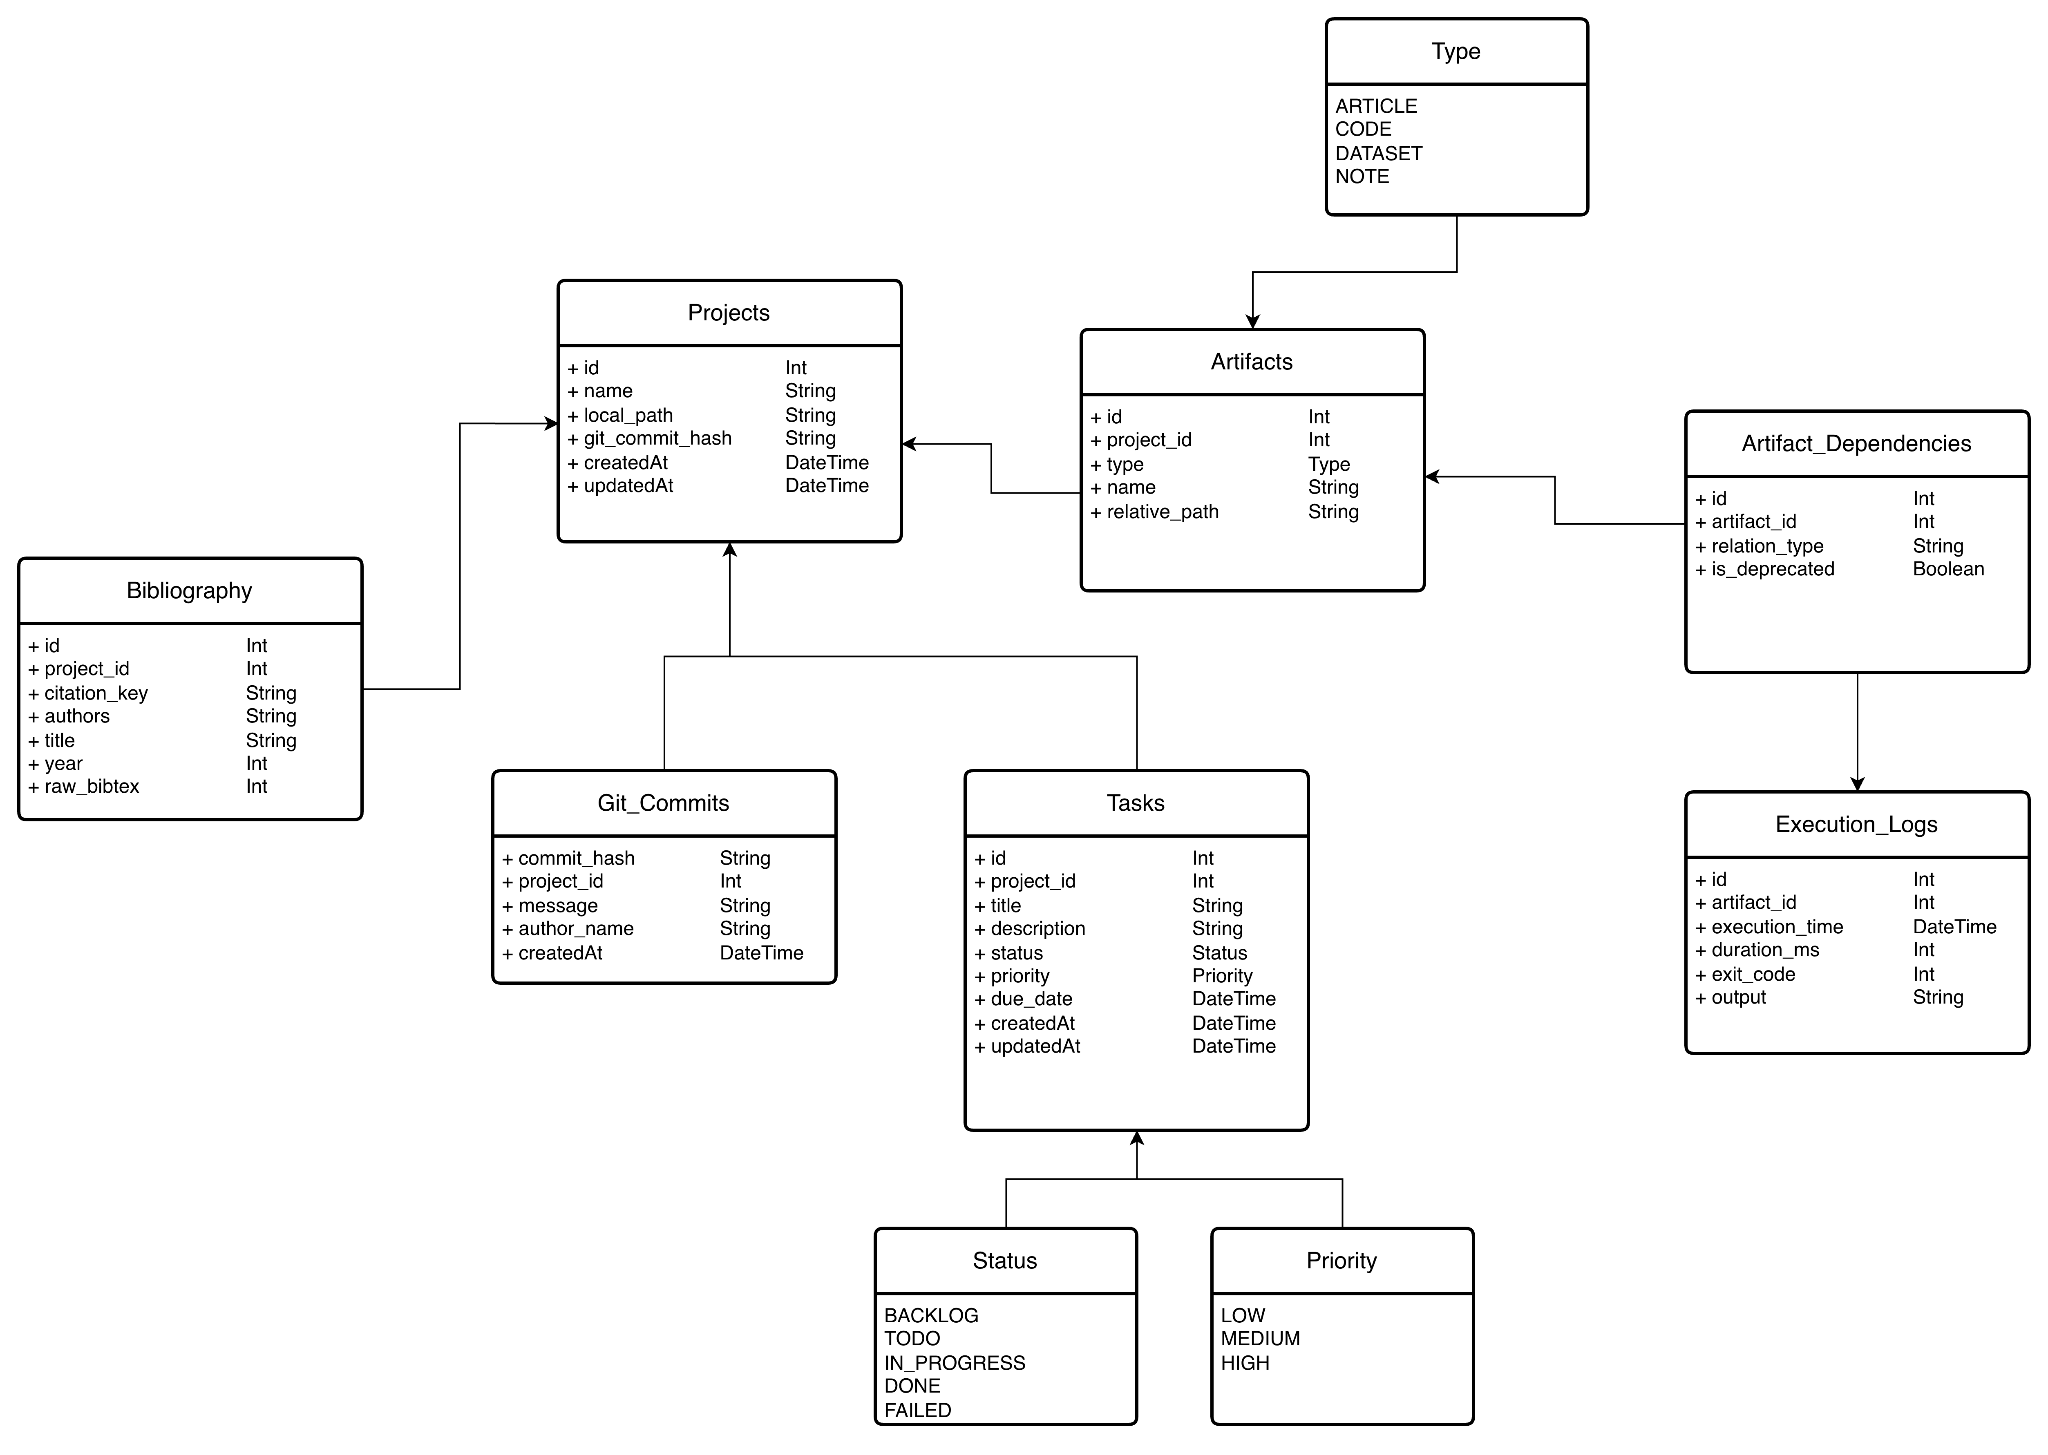 Type
ARTICLE
CODE
DATASET
NOTE
Projects
+ id Int
+ name String
+ local_path String
+ git_commit_hash String
+ createdAt DateTime
+ updatedAt DateTime
Artifacts
+ id Int
+ project_id Int
+ type Type
+ name String
+ relative_path String
Artifact_Dependencies
+ id Int
+ artifact_id Int
+ relation_type String
+ is_deprecated Boolean
Bibliography
+ id Int
+ project_id Int
+ citation_key String
+ authors String
+ title String
+ year Int
+ raw_bibtex Int
Git_Commits
+ commit_hash String
+ project_id Int
+ message String
+ author_name String
+ createdAt DateTime
Tasks
+ id Int
+ project_id Int
+ title String
+ description String
+ status Status
+ priority Priority
+ due_date DateTime
+ createdAt DateTime
+ updatedAt DateTime
Execution_Logs
+ id Int
+ artifact_id Int
+ execution_time DateTime
+ duration_ms Int
+ exit_code Int
+ output String
Status
BACKLOG
TODO
IN_PROGRESS
DONE
FAILED
Priority
LOW
MEDIUM
HIGH